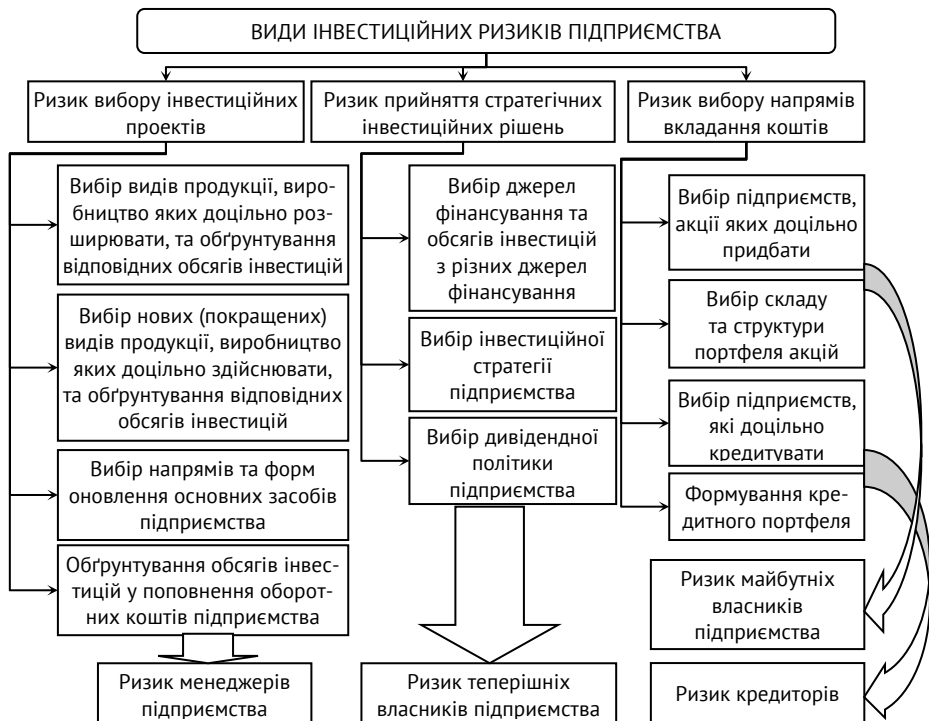 ВИДИ ІНВЕСТИЦІЙНИХ РИЗИКІВ ПІДПРИЄМСТВА
Ризик вибору інвестиційних
проектів
Вибір видів продукції, виро-
бництво яких доцільно роз-
ширювати, та обґрунтування
відповідних обсягів інвестицій
Вибір нових (покращених)
видів продукції, виробництво
яких доцільно здійснювати,
та обґрунтування відповідних
обсягів інвестицій
Вибір напрямів та форм
оновлення основних засобів
підприємства
Обґрунтування обсягів інвес-
тицій у поповнення оборот-
них коштів підприємства
Ризик менеджерів
підприємства
Ризик прийняття стратегічних
інвестиційних рішень
Вибір джерел
фінансування та
обсягів інвестицій
з різних джерел
фінансування
Вибір інвестиційної
стратегії
підприємства
Вибір дивідендної
політики
підприємства
Ризик теперішніх
власників підприємства
Ризик вибору напрямів
вкладання коштів
Вибір підприємств,
акції яких доцільно
придбати
Вибір складу
та структури
портфеля акцій
Вибір підприємств,
які доцільно
кредитувати
Формування кре-
дитного портфеля
Ризик майбутніх
власників
підприємства
Ризик кредиторів